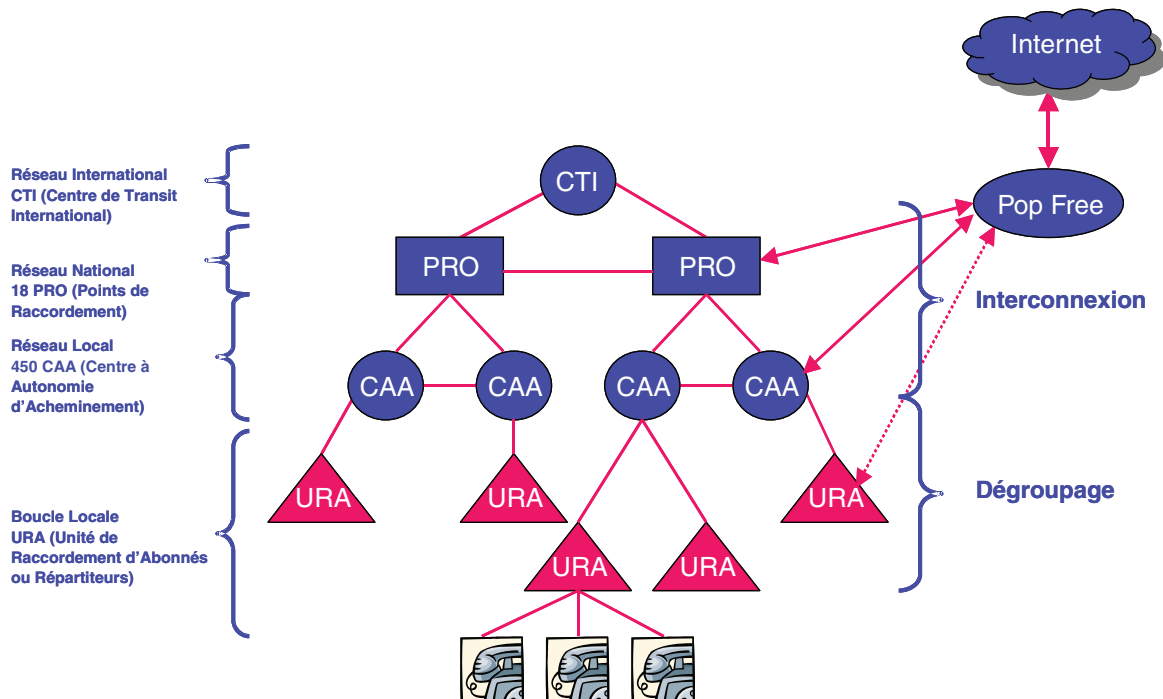 Internet
Réseau International
CTI (Centre de Transit
International)
CTI
Pop Free
Réseau National
18 PRO (Points de
Raccordement)
PRO
PRO
Interconnexion
Réseau Local
450 CAA (Centre à
Autonomie
d’Acheminement)
CAA
CAA
CAA
CAA
URA
URA
URA
Dégroupage
Boucle Locale
URA (Unité de
Raccordement d’Abonnés
ou Répartiteurs)
URA
URA